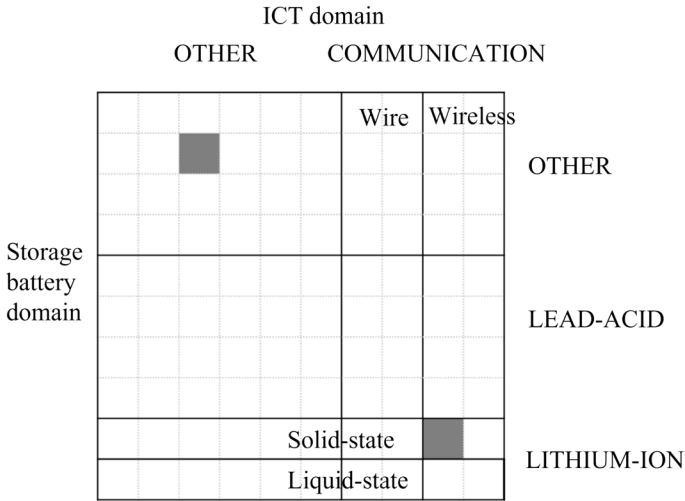 ICT domain
OTHER COMMUNICATION
Wire Wireless
OTHER
Storage
battery
domain
LEAD-ACID
Solid-state
LITHIUM-ION
Liquid-state